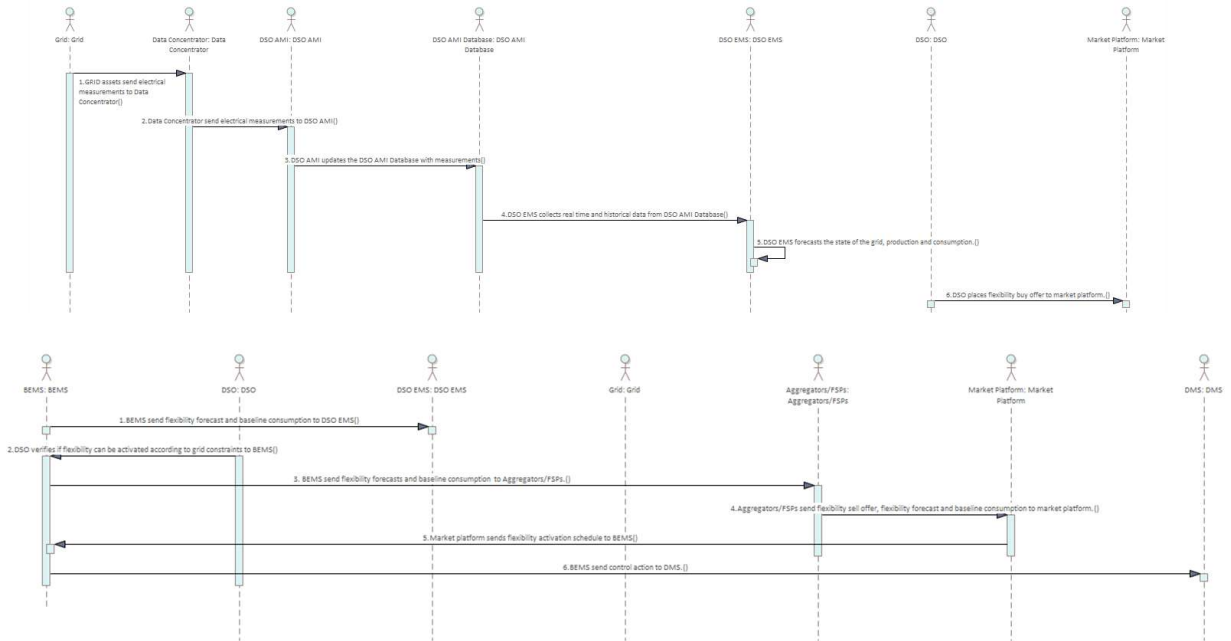 Grid: Grid
Data Concentrator: Data
Concentrator
DSO AMI: DSO AMI
DSO AMI Database: DSO AMI
Database
DSO EMS: DSO EMS
DSO: DSO
Market Platform: Market
Platform
1.GRID assets send electrical
measurements to Data
Concentrator()
2.Data Concentrator send electrical measurements to DSO AMI()
3.DSO AMI updates the DSO AMI Database with measurements()
4.DSO EMS collects real time and historical data from DSO AMI Database()
5.DSO EMS forecasts the state of the grid, production and consumption.()
6.DSO places flexibility buy offer to market platform.()
BEMS: BEMS
DSO: DSO
DSO EMS: DSO EMS
Grid: Grid
Aggregators/FSPs:
Aggregators/FSPs
Market Platform: Market
Platform
DMS: DMS
1.BEMS send flexibility forecast and baseline consumption to DSO EMS()
2.DSO verifies if flexibility can be activated according to grid constraints to BEMS()
3. BEMS send flexibility forecasts and baseline consumption to Aggregators/FSPs.()
4.Aggregators/FSPs send flexibility sell offer, flexibility forecast and baseline consumption to market platform.()
5.Market platform sends flexibility activation schedule to BEMS()
6.BEMS send control action to DMS.()